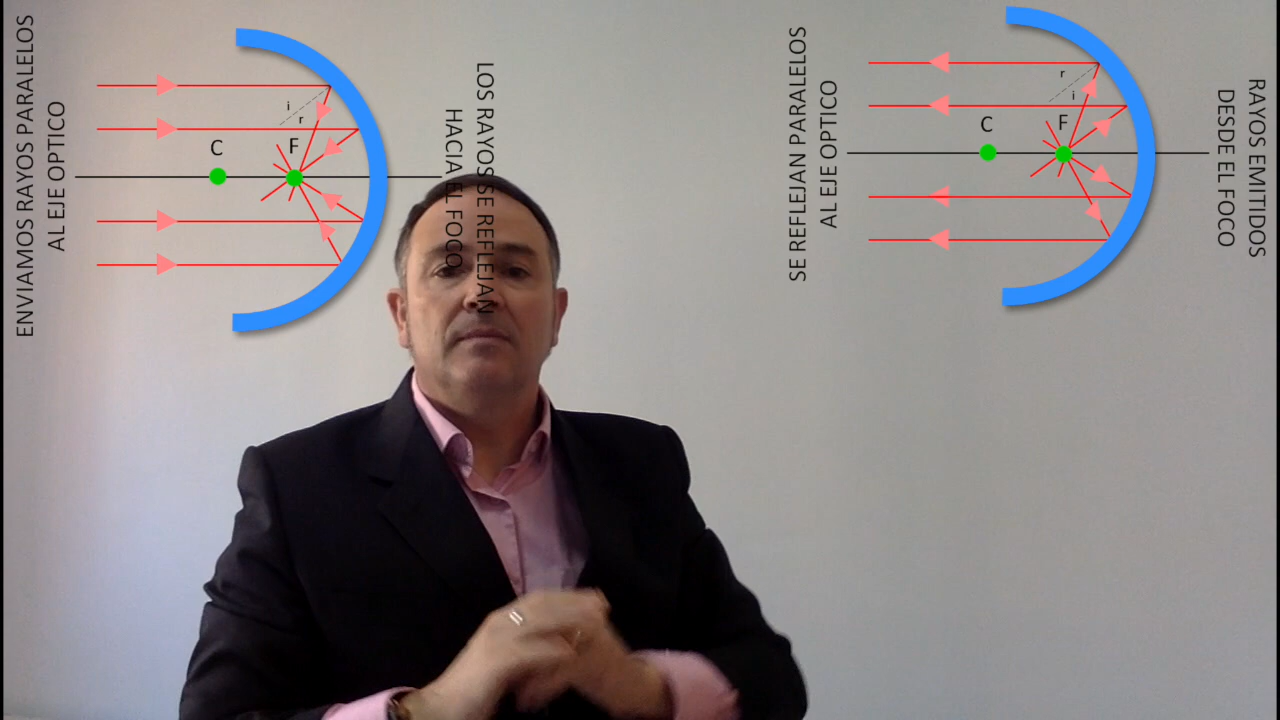 ENVIAMOS RAYOS PARALELOS
AL EJE OPTICO
C
F
i
r
LOS RAYOS SE REFLEJAN
HACIA EL FOCO
SE REFLEJAN PARALELOS
AL EJE OPTICO
C
F
r
i
RAYOS EMITIDOS
DESDE EL FOCO